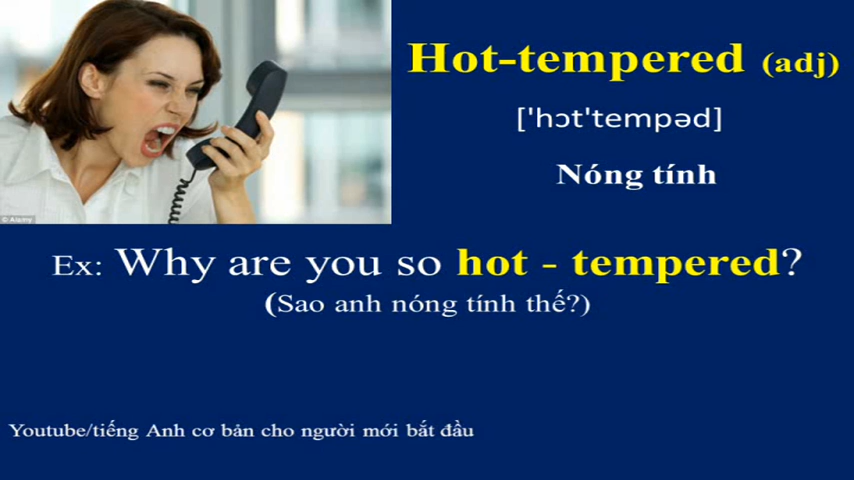 Hot-tempered (adj)
['hɔt'tempəd]
Nóng tính
© Alamy
Ex: Why are you so hot - tempered?
(Sao anh nóng tính thế?)
Youtube/tiếng Anh cơ bản cho người mới bắt đầu